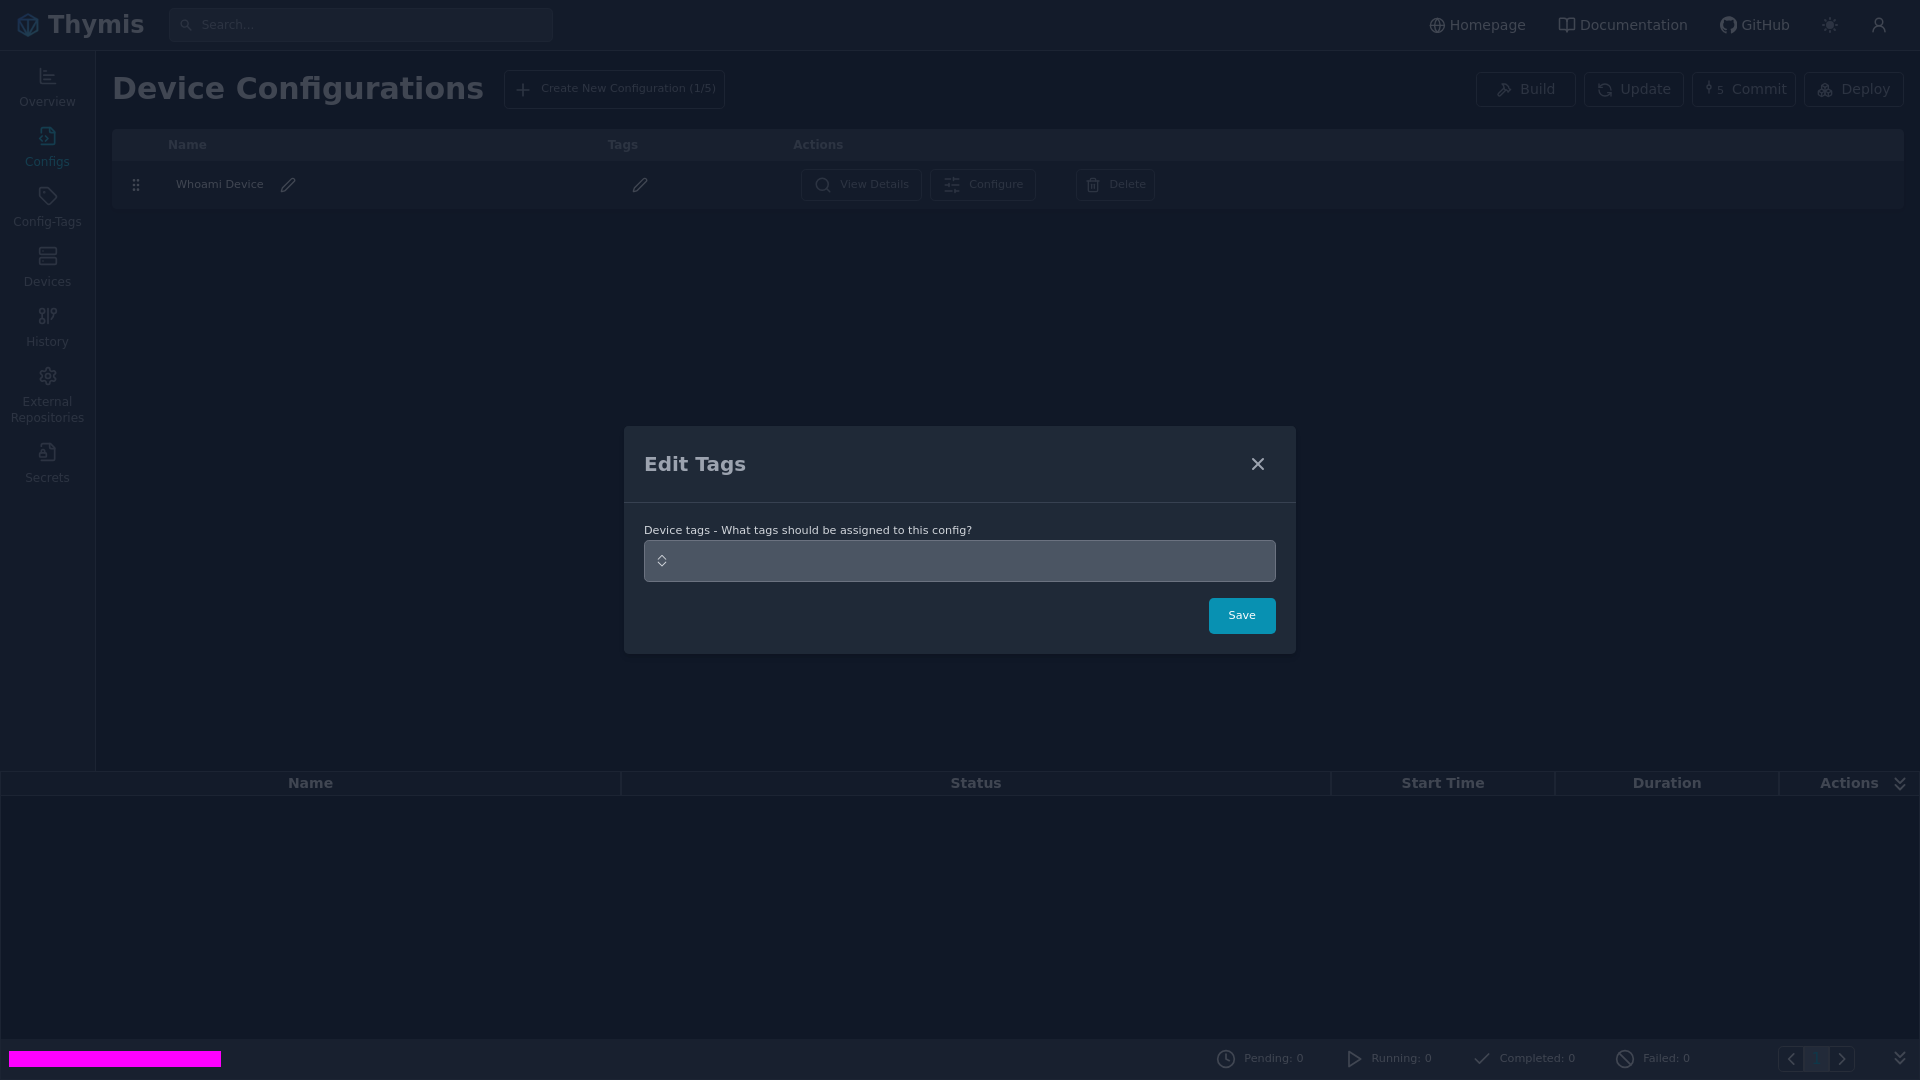 Thymis
Search...
Homepage
Documentation
GitHub
Overview
Configs
Config-Tags
Devices
History
External
Repositories
Secrets
Device Configurations
Create New Configuration (1/5)
Build
Update
s Commit
Deploy
Name Tags Actions
Whoami Device
View Details
Configure
Delete
Edit Tags
Device tags - What tags should be assigned to this config?
Save
Name Status Start Time Duration Actions
Pending: 0
Running: 0
Completed: 0
Failed: 0